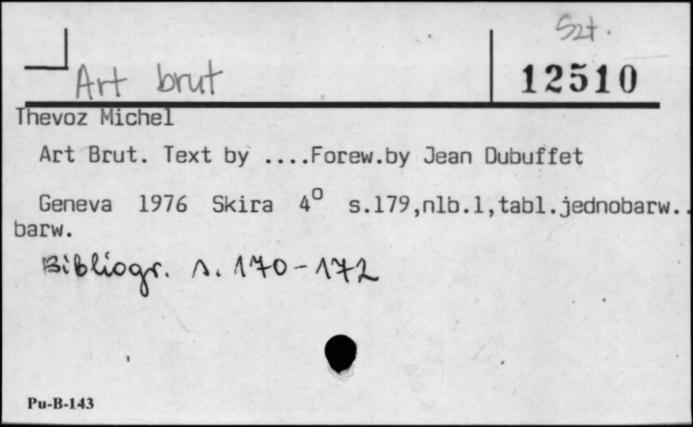 Szt.
Art brut
12510
Thevoz Michel
Art Brut. Text by ....Forew.by Jean Dubuffet
Geneva 1976 Skira 4° s.179,nlb.1,tabl.jednobarw..
barw.
Bibliogr. s. 170-172
Pu-B-143